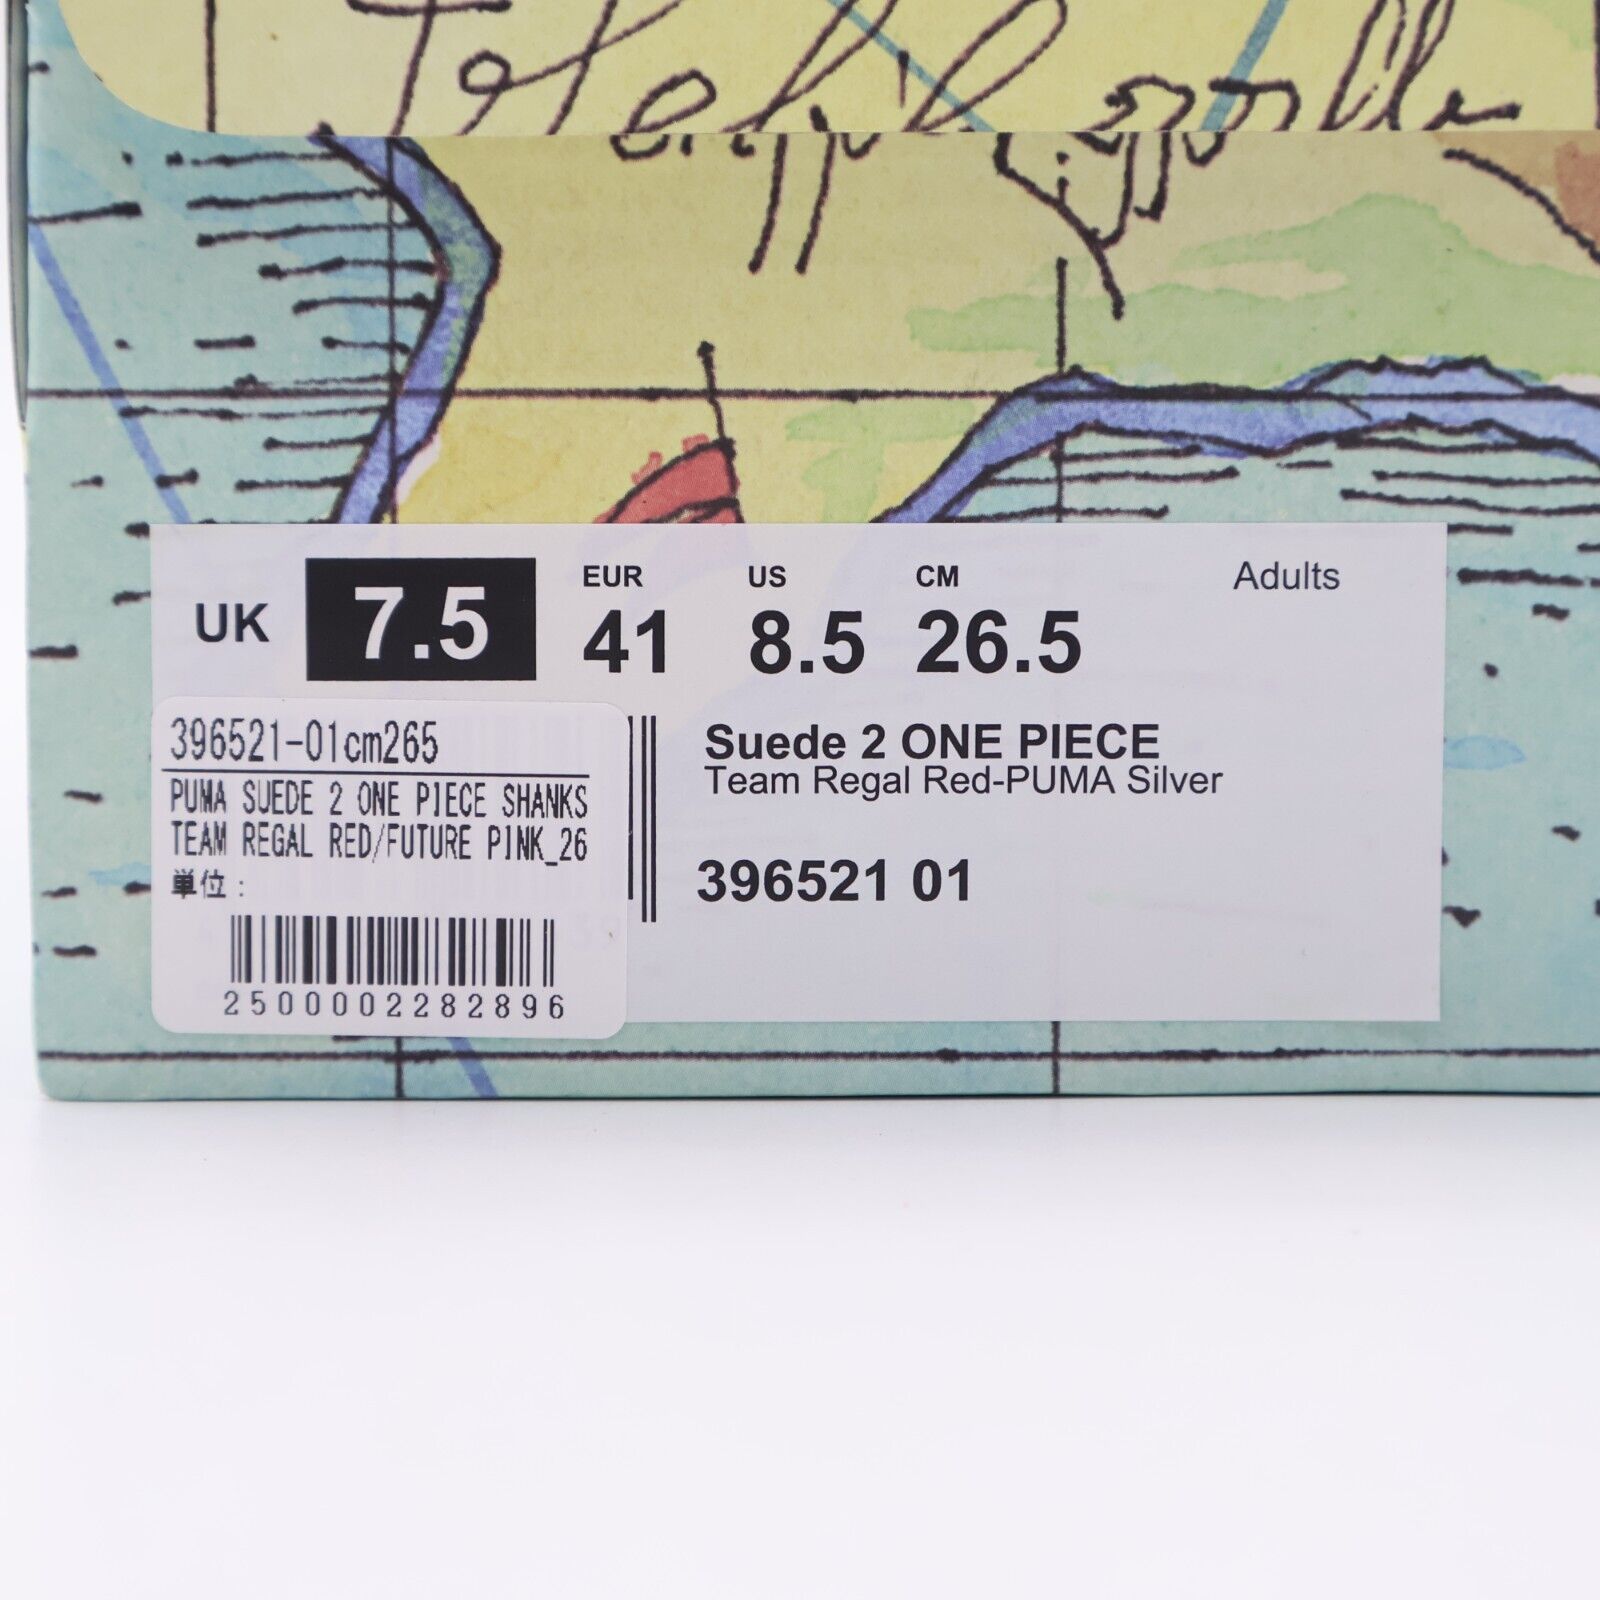 UK 7.5
EUR 41
US 8.5
CM 26.5
Adults
396521-01cm265
PUMA SUEDE 2 ONE PIECE SHANKS
TEAM REGAL RED/FUTURE PINK_26
単位：
2500002282896
Suede 2 ONE PIECE
Team Regal Red-PUMA Silver
396521 01